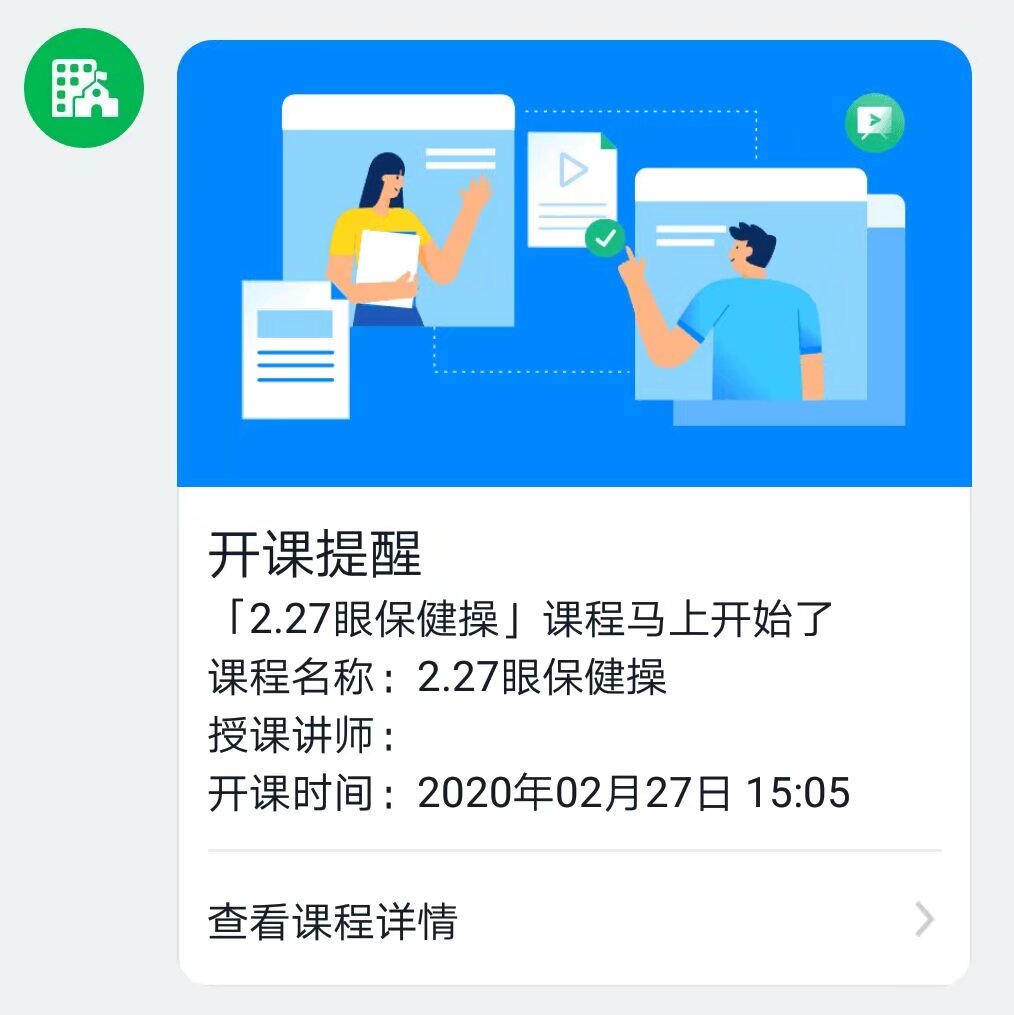 开课提醒
「2.27眼保健操」课程马上开始了
课程名称：2.27眼保健操
授课讲师：
开课时间：2020年02月27日 15:05
查看课程详情